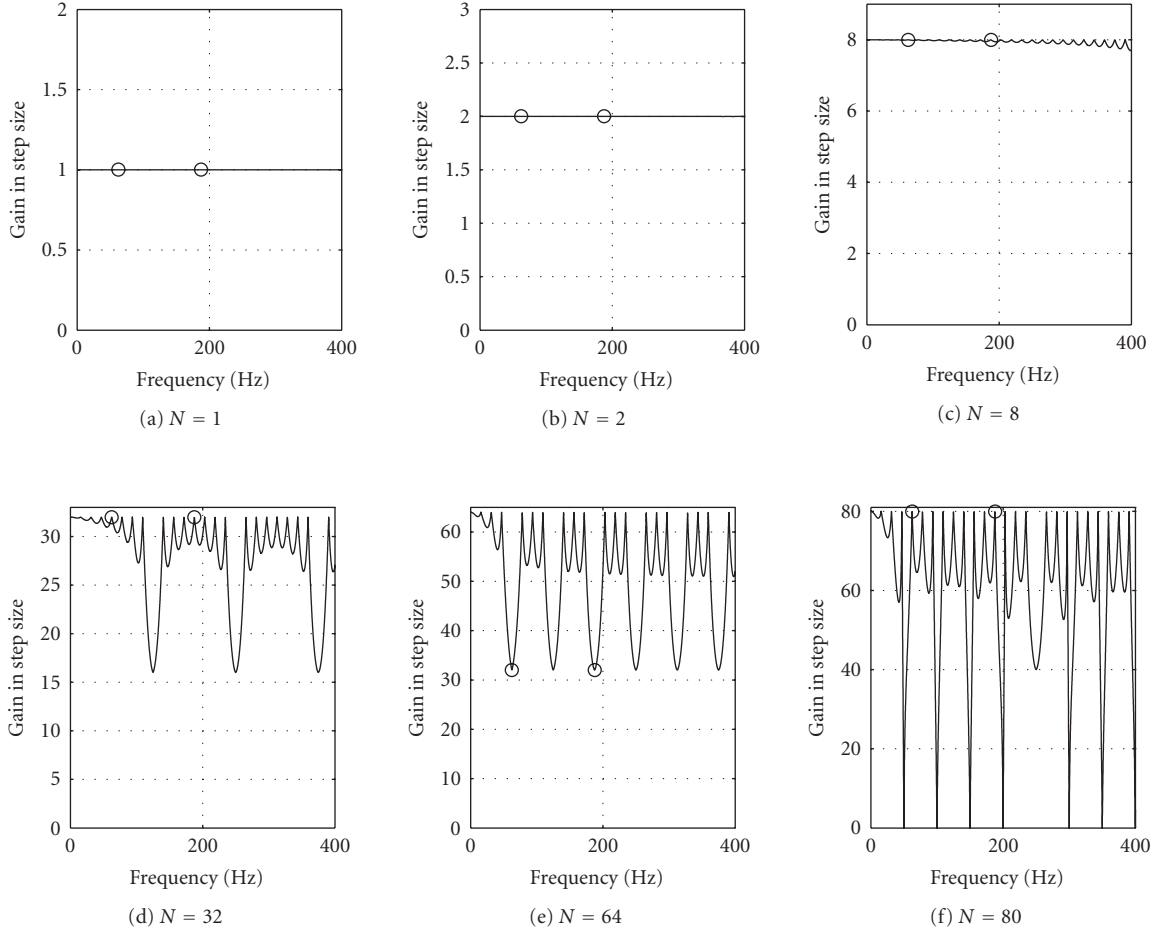 2
1.5
1
0.5
0
0 200 400
Gain in step size
Frequency (Hz)
(a) N = 1
3
2.5
2
1.5
1
0.5
0
0 200 400
Gain in step size
Frequency (Hz)
(b) N = 2
8
6
4
2
0
0 200 400
Gain in step size
Frequency (Hz)
(c) N = 8
30
25
20
15
10
5
0
0 200 400
Gain in step size
Frequency (Hz)
(d) N = 32
60
50
40
30
20
10
0
0 200 400
Gain in step size
Frequency (Hz)
(e) N = 64
80
60
40
20
0
0 200 400
Gain in step size
Frequency (Hz)
(f) N = 80